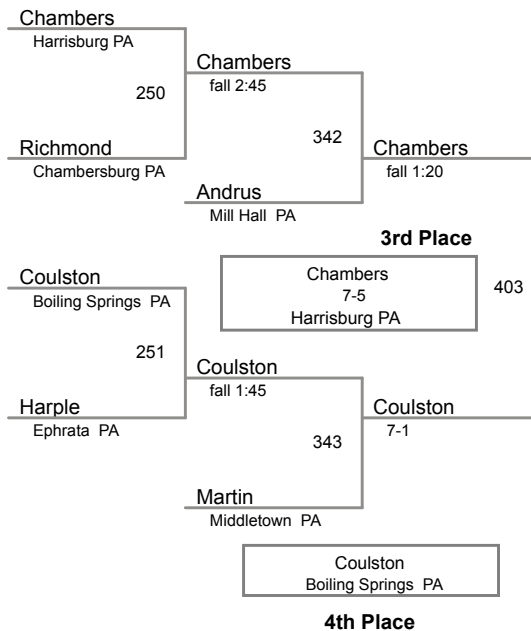 Chambers
Harrisburg PA
Chambers
250
fall 2:45
342
Richmond
Chambers
Chambersburg PA
fall 1:20
Andrus
Mill Hall PA
3rd Place
Coulston
Chambers
Boiling Springs PA
7-5
403
Harrisburg PA
251
Coulston
fall 1:45
Harple
Coulston
Ephrata PA
7-1
343
Martin
Middletown PA
Coulston
Boiling Springs PA
4th Place